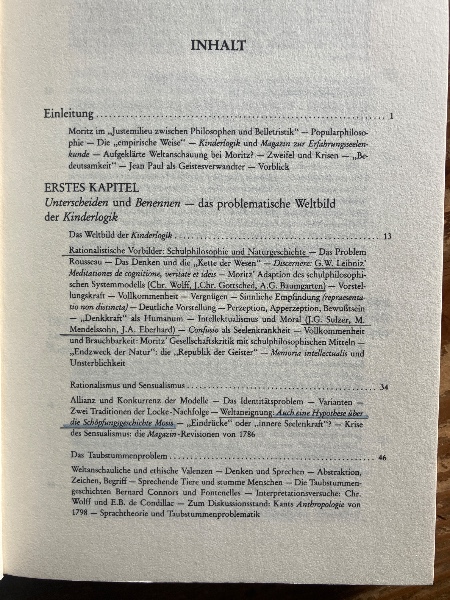 INHALT
Einleitung ........................................ 1
Moritz im „Justemilieu zwischen Philosophen und Belletristik“ — Popularphiloso-
phie — Die „empirische Weise“ — Kinderlogik und Magazin zur Erfahrungsseelen-
kunde — Aufgeklärte Weltanschauung bei Moritz? — Zweifel und Krisen — „Be-
deutsamkeit“ — Jean Paul als Geistesverwandter — Vorblick
ERSTES KAPITEL
Unterscheiden und Benennen — das problematische Weltbild
der Kinderlogik
Das Weltbild der Kinderlogik ........................................ 13
Rationalistische Vorbilder: Schulphilosophie und Naturgeschichte — Das Problem
Rousseau — Das Denken und die „Kette der Wesen“ — Discernere: G.W. Leibniz'
Meditationes de cognitione, veritate et ideis — Moritz' Adaption des schulphilosophi-
schen Systemmodells (Chr. Wolff, J.Chr. Gottsched, A.G. Baumgarten) — Vorstel-
lungskraft — Vollkommenheit — Vergnügen — Sinnliche Empfindung (repraesenta-
tio non distincta) — Deutliche Vorstellung — Perzeption, Apperzeption, Bewußtsein
— „Denkkraft“ als Humanum — Intellektualismus und Moral (J.G. Sulzer, M.
Mendelssohn, J.A. Eberhard) — Confusio als Seelenkrankheit — Vollkommenheit
und Brauchbarkeit: Moritz' Gesellschaftskritik mit schulphilosophischen Mitteln —
„Endzweck der Natur“: die „Republik der Geister“ — Memoria intellectualis und
Unsterblichkeit
Rationalismus und Sensualismus ........................................ 34
Allianz und Konkurrenz der Modelle — Das Identitätsproblem — Varianten —
Zwei Traditionen der Locke-Nachfolge — Weltaneignung: Auch eine Hypothese über
die Schöpfungsgeschichte Mosis — „Eindrücke“ oder „innere Seelenkraft“? — Krise
des Sensualismus: die Magazin-Revisionen von 1786
Das Taubstummenproblem ........................................ 46
Weltanschauliche und ethische Valenzen — Denken und Sprechen — Abstraktion,
Zeichen, Begriff — Sprechende Tiere und stumme Menschen — Die Taubstummen-
geschichten Bernard Connors und Fontenelles — Interpretationsversuche: Chr.
Wolff und E.B. de Condillac — Zum Diskussionsstand: Kants Anthropologie von
1798 — Sprachtheorie und Taubstummenproblematik